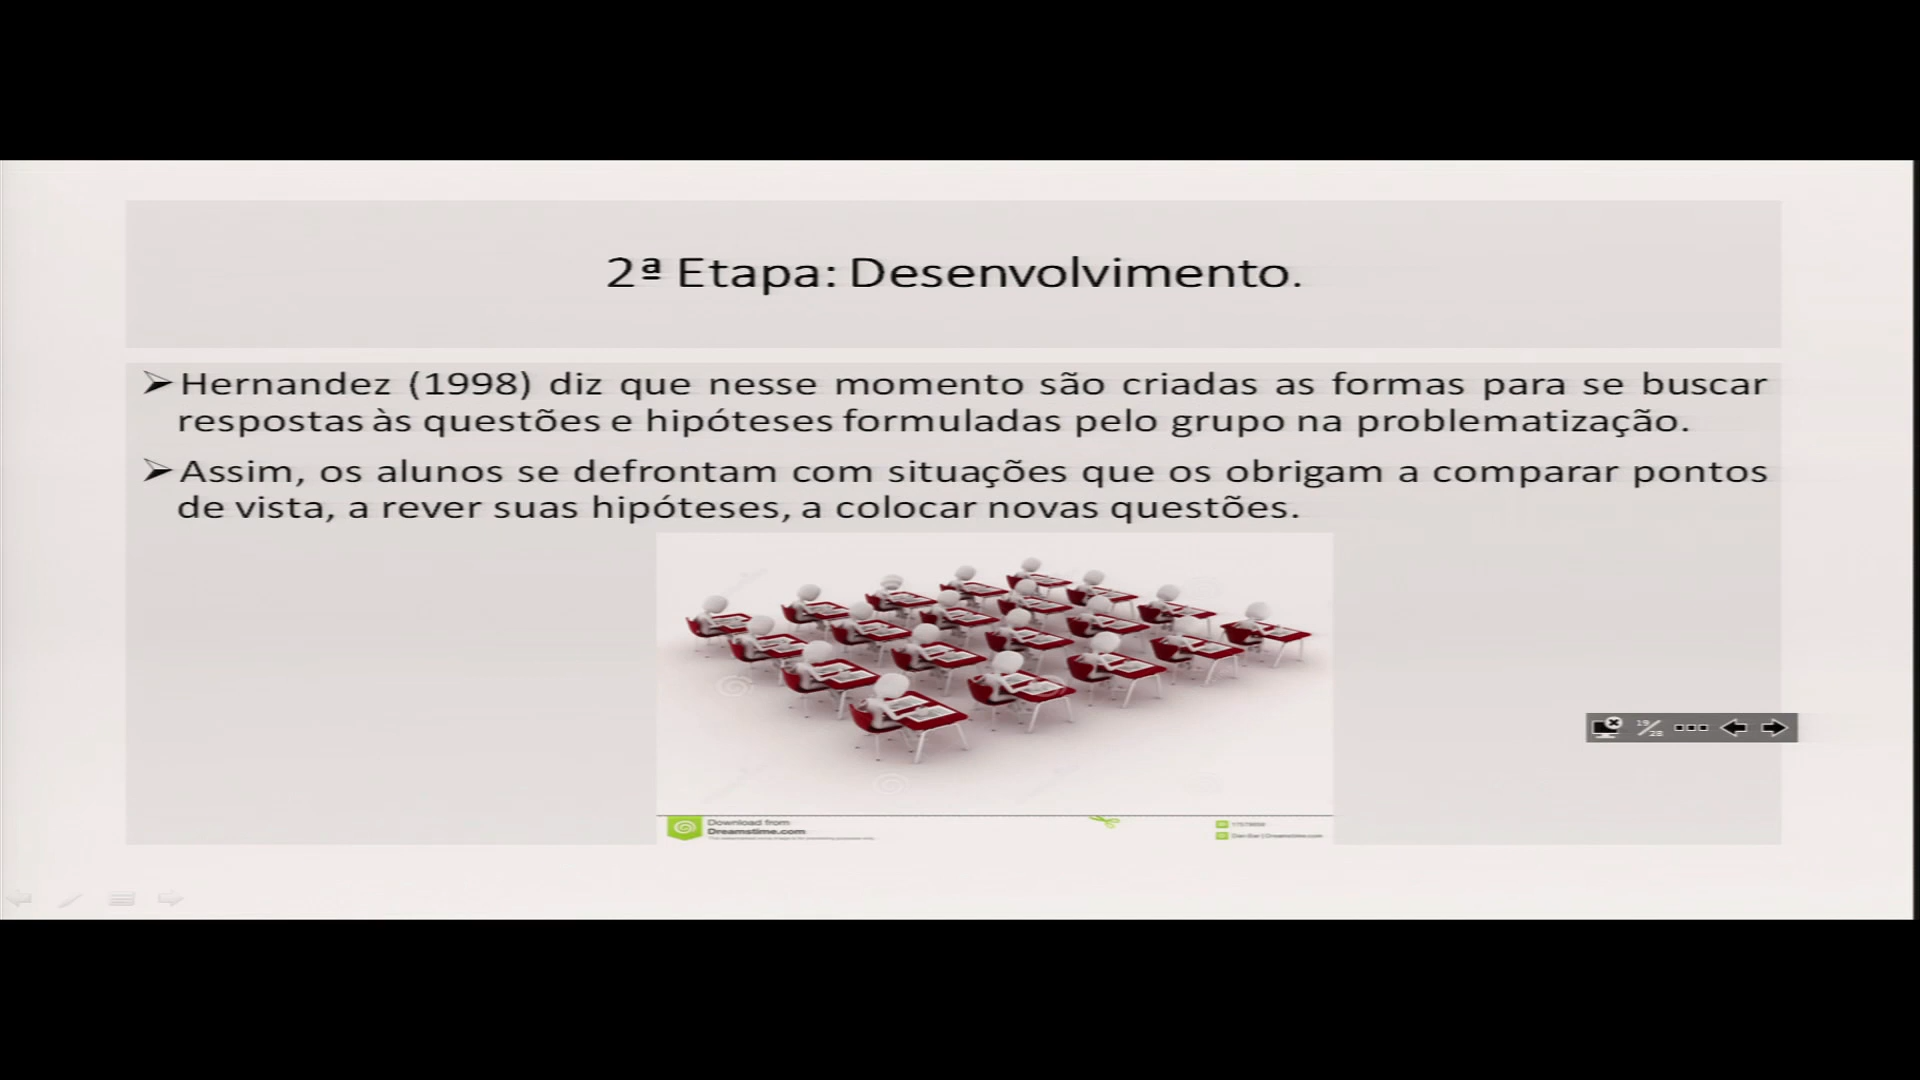 2ª Etapa: Desenvolvimento.
➢Hernandez (1998) diz que nesse momento são criadas as formas para se buscar
respostas às questões e hipóteses formuladas pelo grupo na problematização.
➢Assim, os alunos se defrontam com situações que os obrigam a comparar pontos
de vista, a rever suas hipóteses, a colocar novas questões.
19/28
Download from
Dreamstime.com